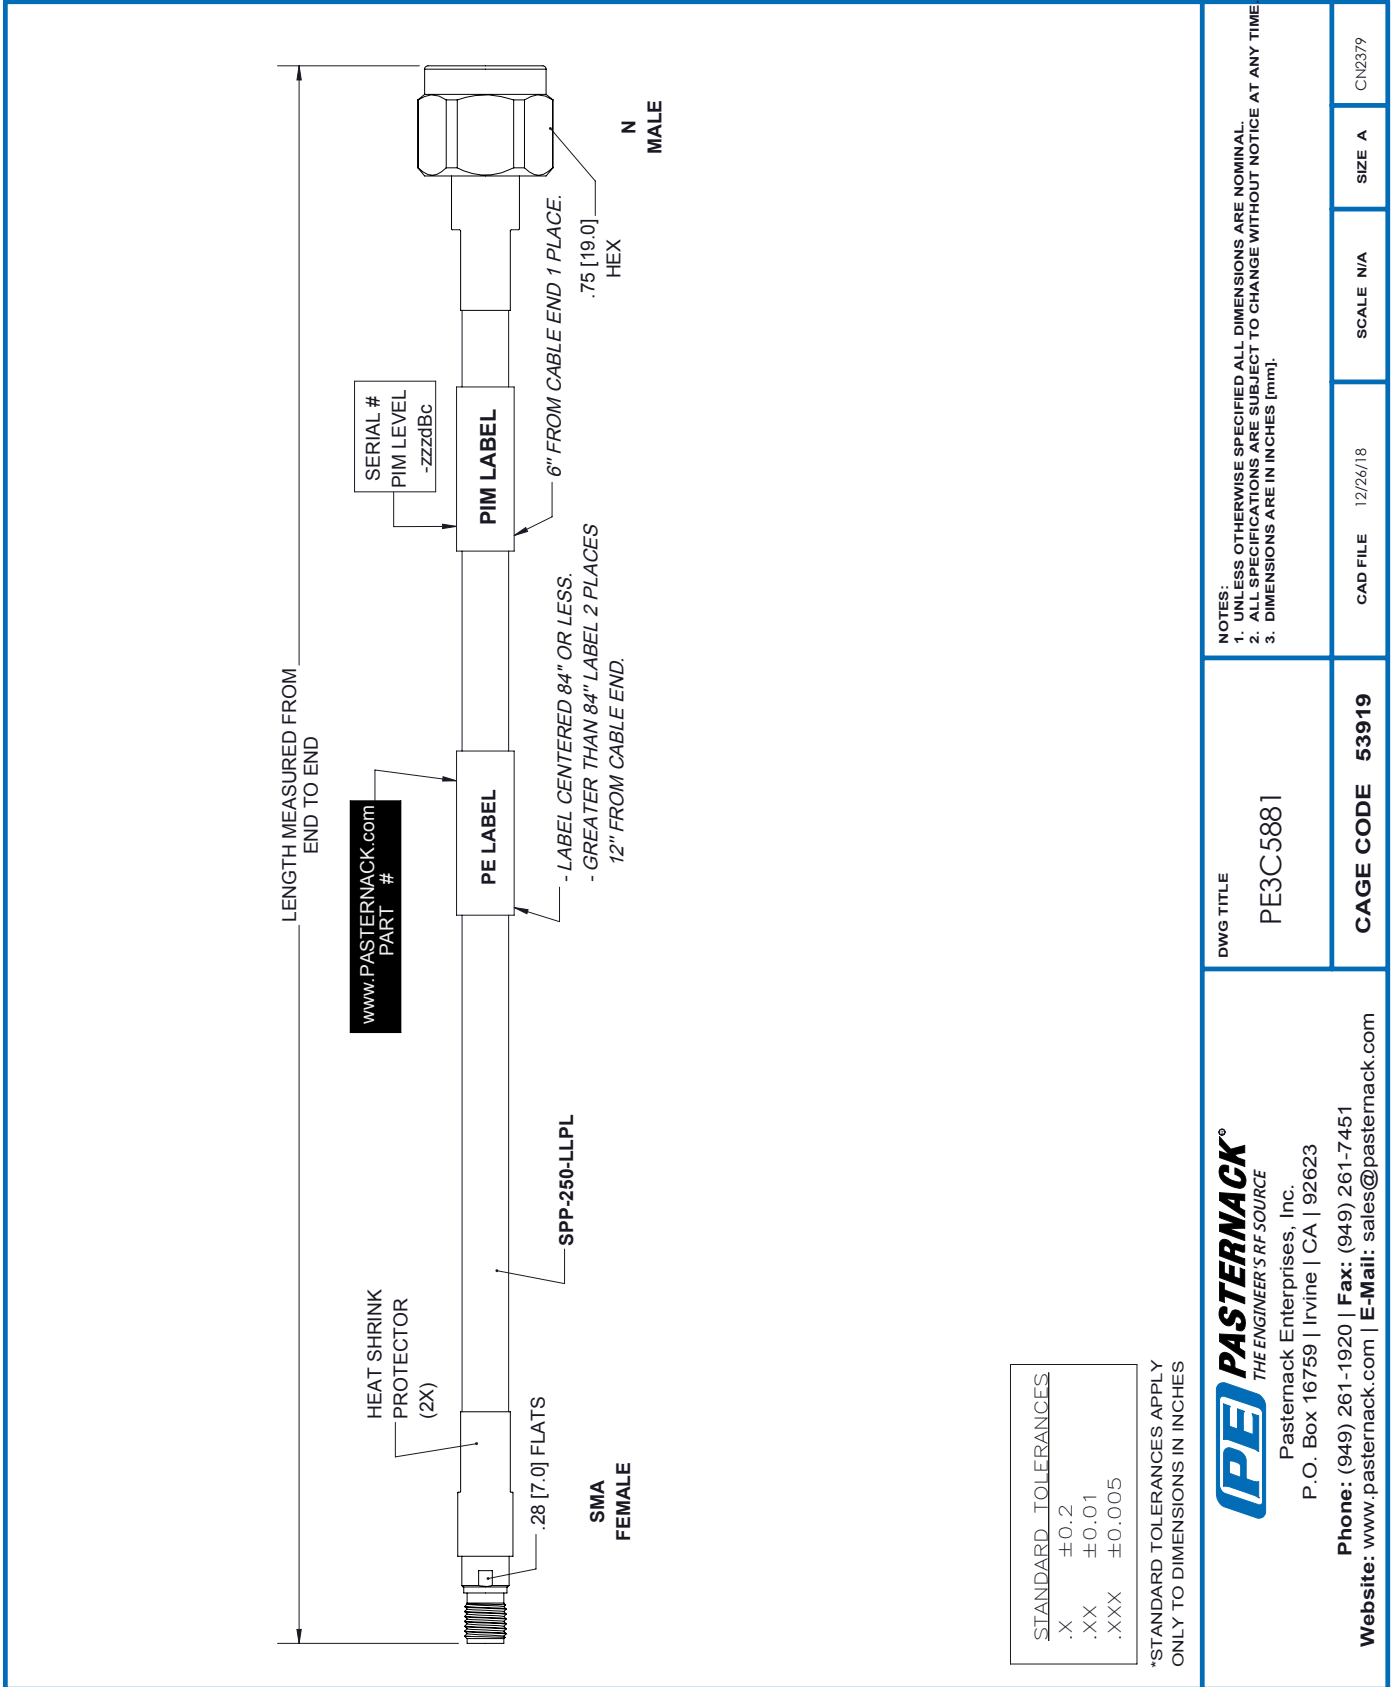 LENGTH MEASURED FROM
END TO END
www.PASTERNACK.com
PART #
SERIAL #
PIM LEVEL
-zzzdBc
HEAT SHRINK
PROTECTOR
(2X)
PE LABEL
PIM LABEL
.28 [7.0] FLATS
SMA
FEMALE
SPP-250-LLPL
- LABEL CENTERED 84" OR LESS.
- GREATER THAN 84" LABEL 2 PLACES
12" FROM CABLE END.
6" FROM CABLE END 1 PLACE.
.75 [19.0]
HEX
N
MALE
STANDARD TOLERANCES
.X ±0.2
.XX ±0.01
.XXX ±0.005
*STANDARD TOLERANCES APPLY
ONLY TO DIMENSIONS IN INCHES
PE PASTERNACK®
THE ENGINEER'S RF SOURCE
Pasternack Enterprises, Inc.
P.O. Box 16759 | Irvine | CA | 92623
Phone: (949) 261-1920 | Fax: (949) 261-7451
Website: www.pasternack.com | E-Mail: sales@pasternack.com
DWG TITLE
PE3C5881
CAGE CODE 53919
NOTES:
1. UNLESS OTHERWISE SPECIFIED ALL DIMENSIONS ARE NOMINAL.
2. ALL SPECIFICATIONS ARE SUBJECT TO CHANGE WITHOUT NOTICE AT ANY TIME.
3. DIMENSIONS ARE IN INCHES [mm].
CAD FILE 12/26/18
SCALE N/A
SIZE A
CN2379